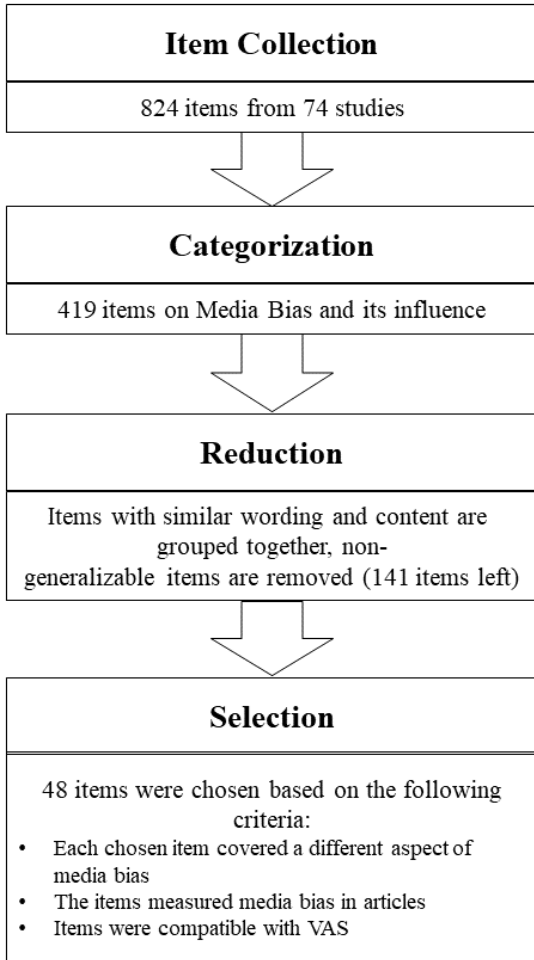 Item Collection
824 items from 74 studies
Categorization
419 items on Media Bias and its influence
Reduction
Items with similar wording and content are
grouped together, non-
generalizable items are removed (141 items left)
Selection
48 items were chosen based on the following
criteria:
• Each chosen item covered a different aspect of
media bias
• The items measured media bias in articles
• Items were compatible with VAS